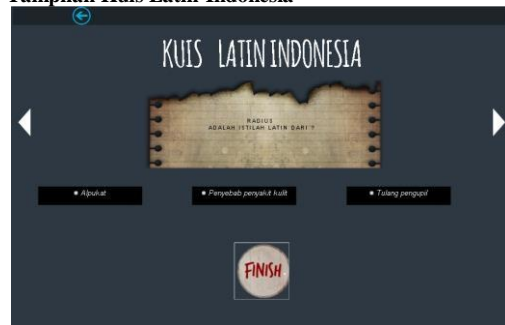 Tampilan Kuis Latin-Indonesia
KUIS LATIN INDONESIA
RADIUS
ADALAH ISTILAH LATIN DARI ?
Alpukat
Penyebab penyakit kulit
Tulang pengupil
FINISH